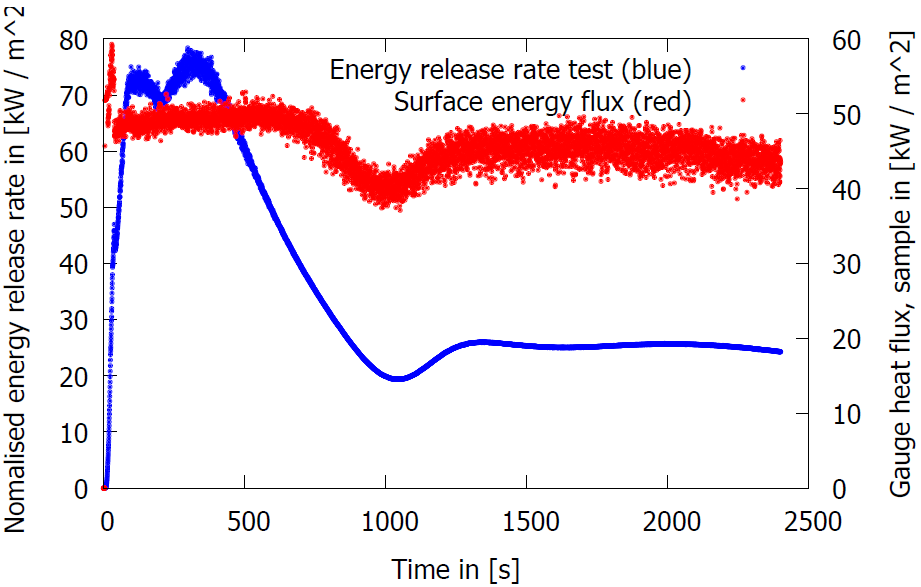 Nomalised energy release rate in [kW / m^2
80
70
60
50
40
30
20
10
0
Energy release rate test (blue)
Surface energy flux (red)
60
50
40
30
20
10
0
Gauge heat flux, sample in [kW / m^2]
0 500 1000 1500 2000 2500
Time in [s]